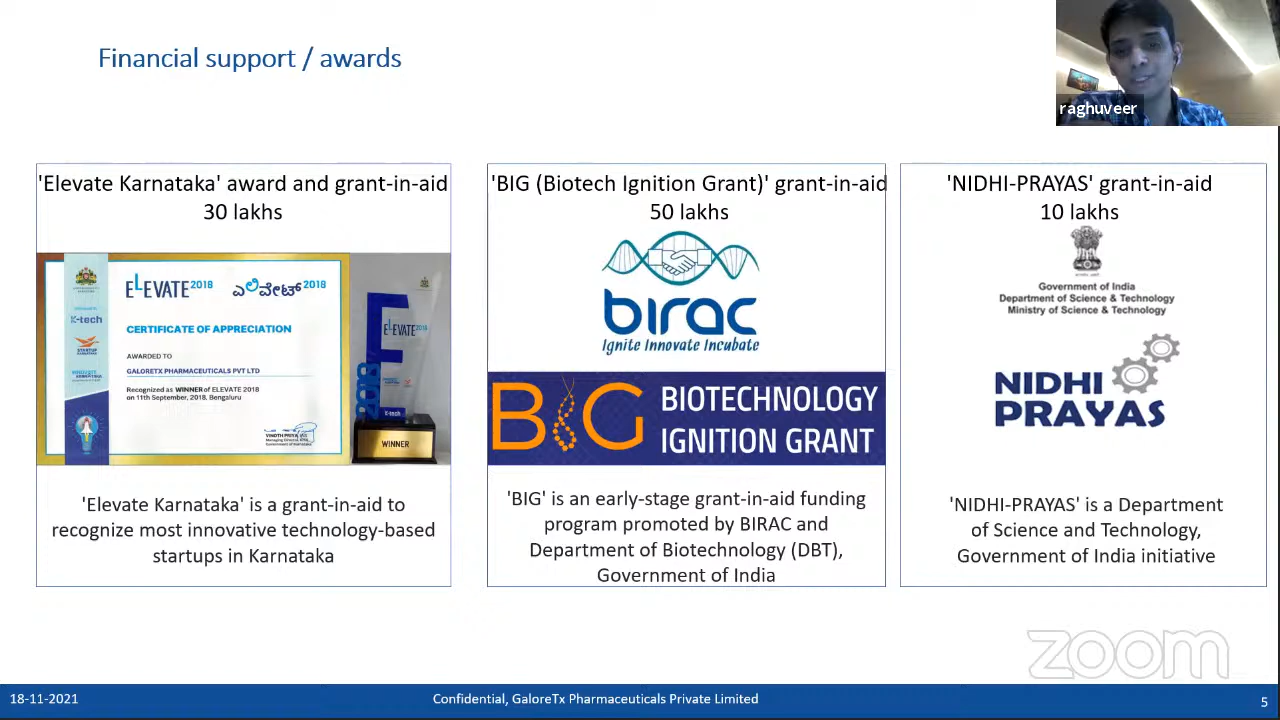 Financial support / awards
raghuveer
'Elevate Karnataka' award and grant-in-aid
30 lakhs
K-tech
STARTUP
KARNATAKA
ELEVATE 2018
ಎಲಿವೇಟ್ 2018
CERTIFICATE OF APPRECIATION
AWARDED TO
GALORETX PHARMACEUTICALS PVT LTD
Recognized as WINNER of ELEVATE 2018
on 11th September, 2018, Bengaluru
ELEVATE 2018
2018
K-tech
WINNER
'Elevate Karnataka' is a grant-in-aid to
recognize most innovative technology-based
startups in Karnataka
'BIG (Biotech Ignition Grant)' grant-in-aid
50 lakhs
birac
Ignite Innovate Incubate
BIG
BIOTECHNOLOGY
IGNITION GRANT
'BIG' is an early-stage grant-in-aid funding
program promoted by BIRAC and
Department of Biotechnology (DBT),
Government of India
'NIDHI-PRAYAS' grant-in-aid
10 lakhs
Government of India
Department of Science & Technology
Ministry of Science & Technology
NIDHI
PRAYAS
'NIDHI-PRAYAS' is a Department
of Science and Technology,
Government of India initiative
zoom
18-11-2021
Confidential, GaloreTx Pharmaceuticals Private Limited
5